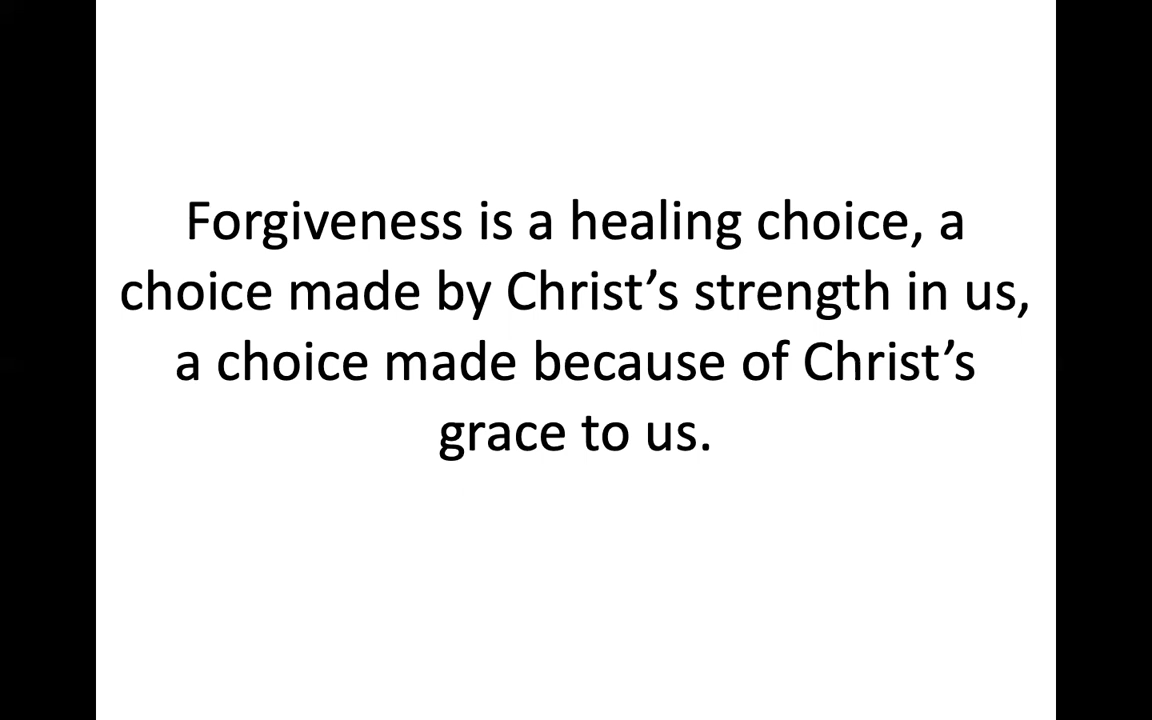 Forgiveness is a healing choice, a
choice made by Christ’s strength in us,
a choice made because of Christ’s
grace to us.